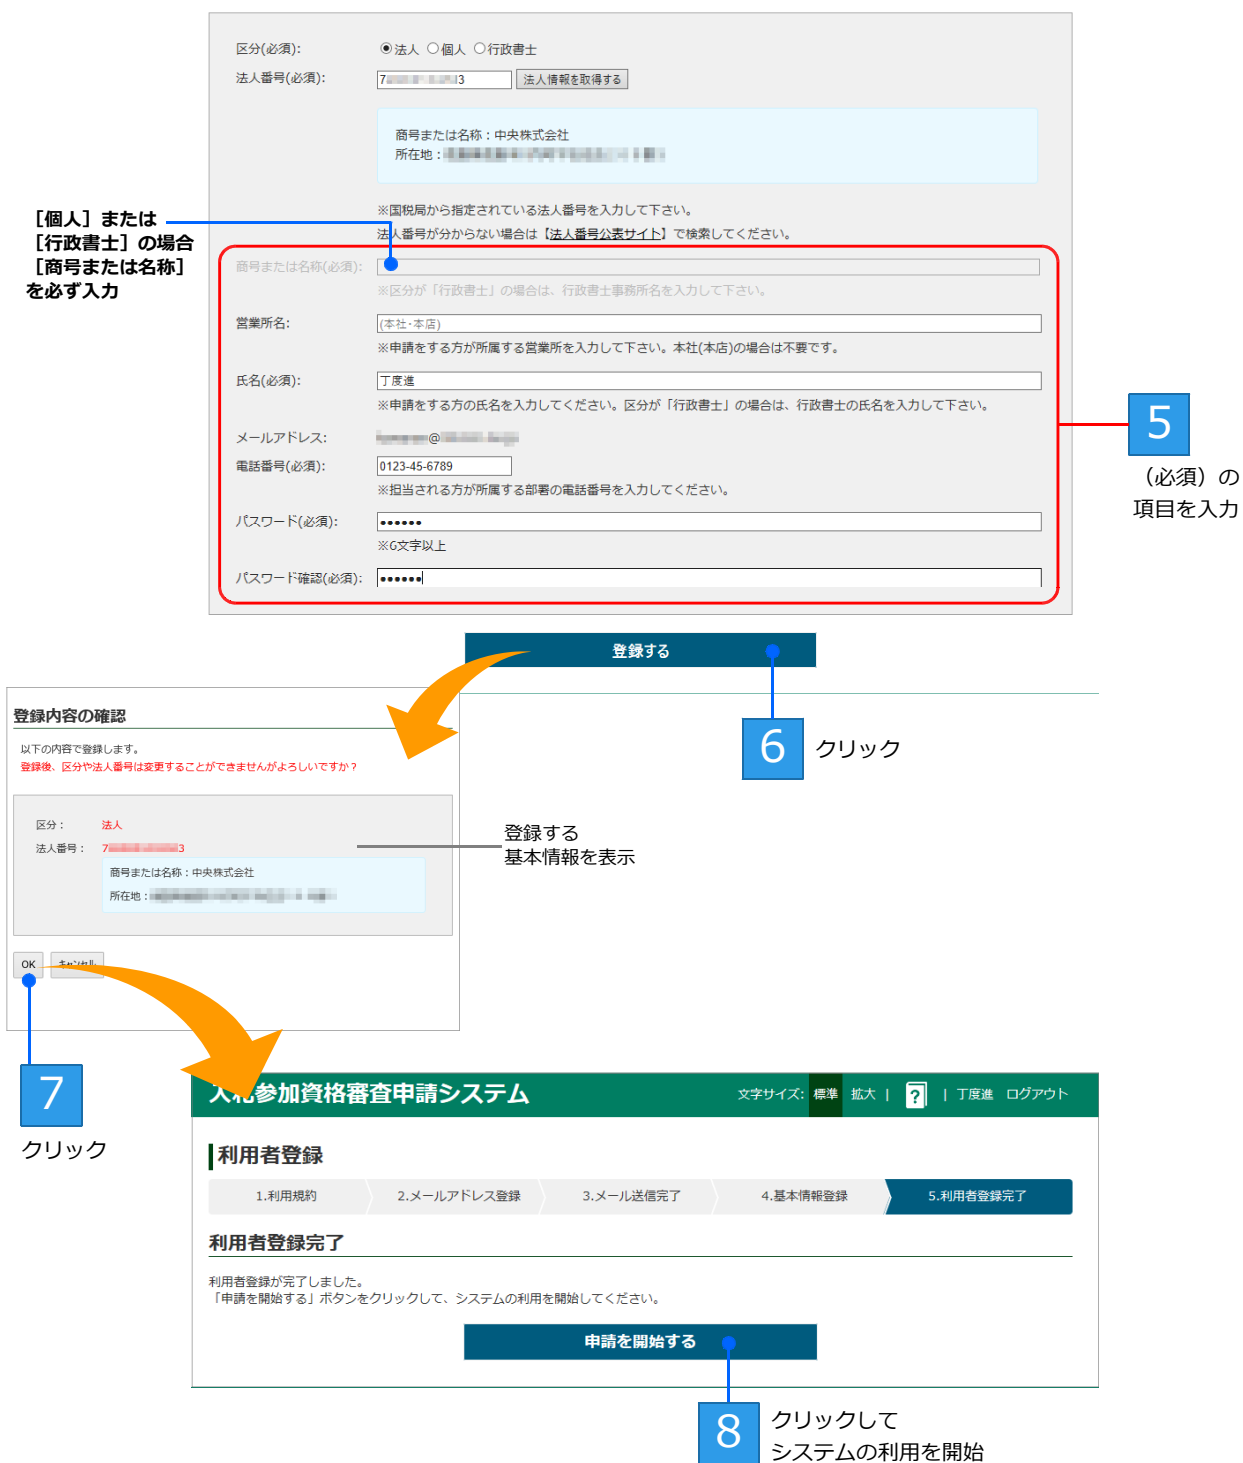 区分(必須): 法人 個人 行政書士
法人番号(必須): 7 3 法人情報を取得する
商号または名称：中央株式会社
所在地：
※国税局から指定されている法人番号を入力して下さい。
法人番号が分からない場合は【法人番号公表サイト】で検索してください。
［個人］または
［行政書士］の場合
［商号または名称］
を必ず入力
商号または名称(必須):
※区分が「行政書士」の場合は、行政書士事務所名を入力して下さい。
営業所名: (本社・本店)
※申請をする方が所属する営業所を入力して下さい。本社(本店)の場合は不要です。
氏名(必須): 丁度進
※申請をする方の氏名を入力してください。区分が「行政書士」の場合は、行政書士の氏名を入力して下さい。
メールアドレス: @
電話番号(必須): 0123-45-6789
※担当される方が所属する部署の電話番号を入力してください。
パスワード(必須): ●●●●●●
※6文字以上
パスワード確認(必須): ●●●●●●
5
（必須）の
項目を入力
登録する
6 クリック
登録内容の確認
以下の内容で登録します。
登録後、区分や法人番号は変更することができませんがよろしいですか？
区分： 法人
法人番号： 7 3
商号または名称：中央株式会社
所在地：
登録する
基本情報を表示
OK キャンセル
7
クリック
入札参加資格審査申請システム 文字サイズ: 標準 拡大 | ? | 丁度進 ログアウト
利用者登録
1.利用規約 2.メールアドレス登録 3.メール送信完了 4.基本情報登録 5.利用者登録完了
利用者登録完了
利用者登録が完了しました。
「申請を開始する」ボタンをクリックして、システムの利用を開始してください。
申請を開始する
8 クリックして
システムの利用を開始